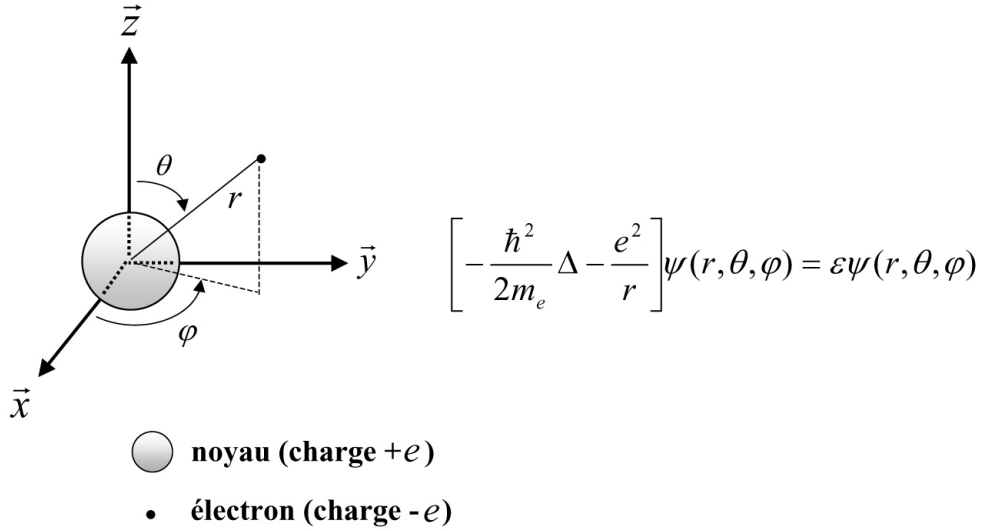 z⃗
θ
r
y⃗
φ
x⃗
[-ħ²/2mₑ Δ - e²/r]ψ(r,θ,φ) = εψ(r,θ,φ)
noyau (charge +e)
électron (charge -e)